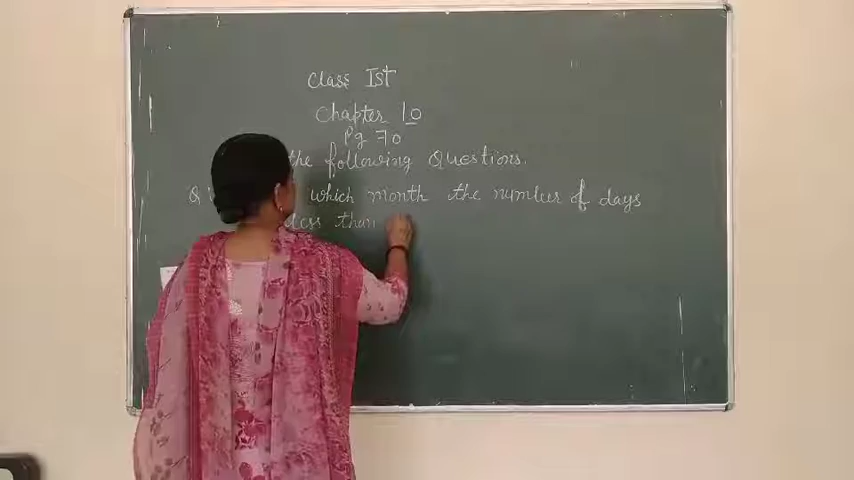 Class Ist
Chapter 10
Pg 70
the following Questions.
Q which month the number of days
less than